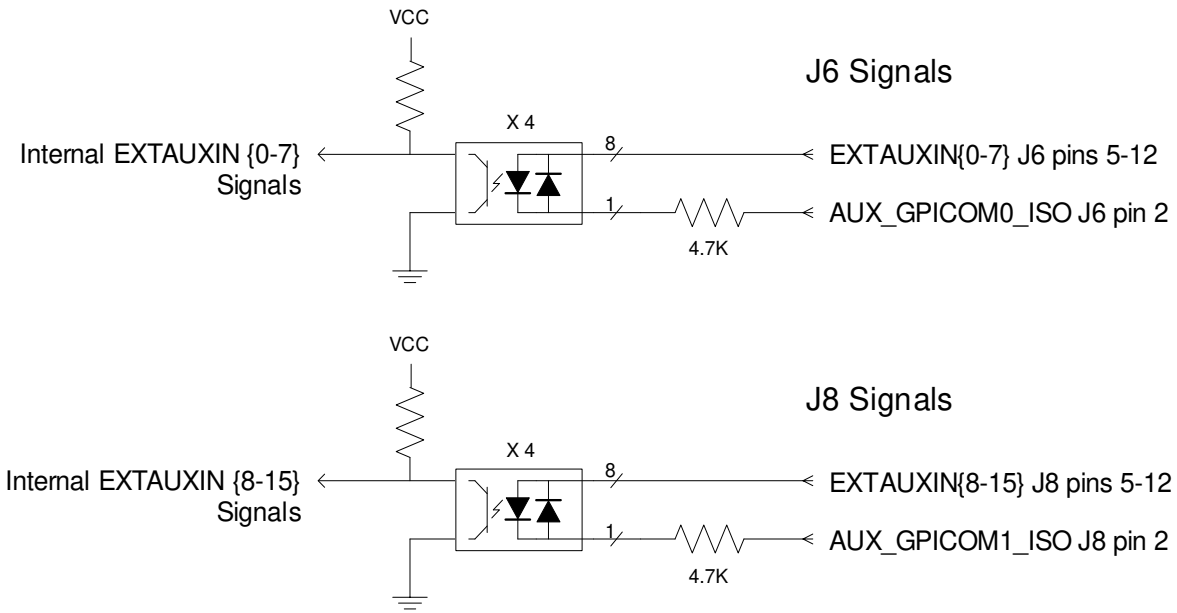 VCC
J6 Signals
X 4
Internal EXTAUXIN {0-7}
Signals
8
EXTAUXIN{0-7} J6 pins 5-12
1
AUX_GPICOM0_ISO J6 pin 2
4.7K
VCC
J8 Signals
X 4
Internal EXTAUXIN {8-15}
Signals
8
EXTAUXIN{8-15} J8 pins 5-12
1
AUX_GPICOM1_ISO J8 pin 2
4.7K